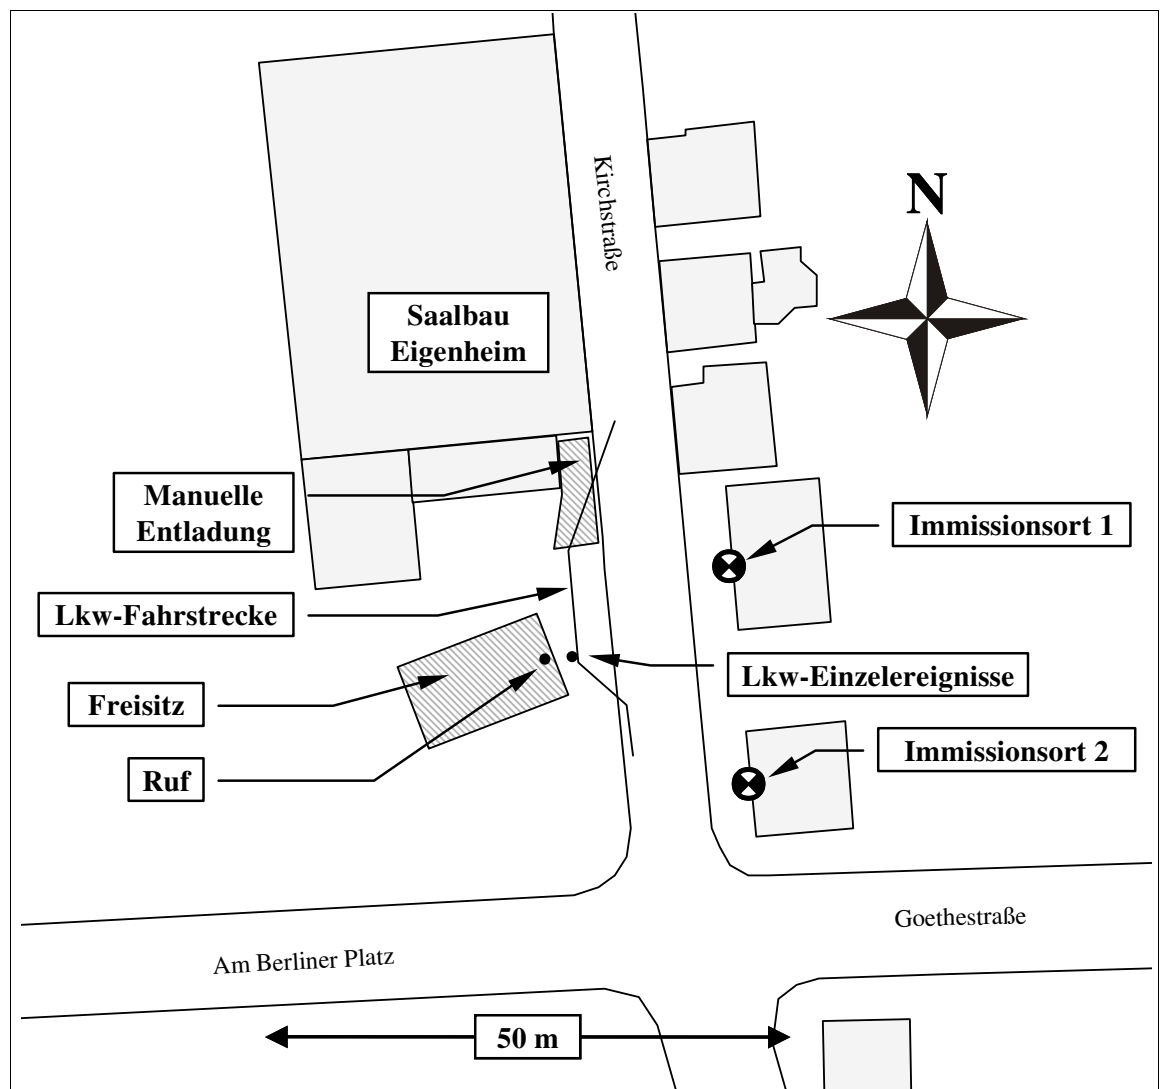 N
Kirchstraße
Saalbau
Eigenheim
Manuelle
Entladung
Immissionsort 1
Lkw-Fahrstrecke
Lkw-Einzelereignisse
Freisitz
Immissionsort 2
Ruf
Goethestraße
Am Berliner Platz
50 m